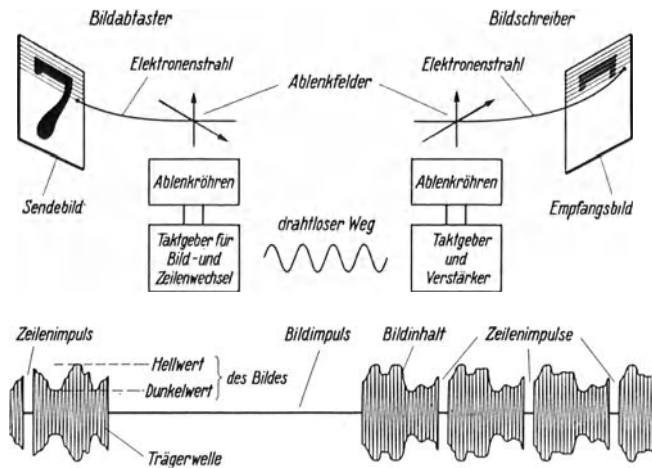 Bildabtaster
Bildschreiber
Elektronenstrahl
Ablenkfelder
Elektronenstrahl
Sendebild
Ablenkröhren
Ablenkröhren
Empfangsbild
Taktgeber für
Bild- und
Zeilenwechsel
drahtloser Weg
Taktgeber
und
Verstärker
Zeilenimpuls
Hellwert
Dunkelwert
des Bildes
Trägerwelle
Bildimpuls
Bildinhalt
Zeilenimpulse